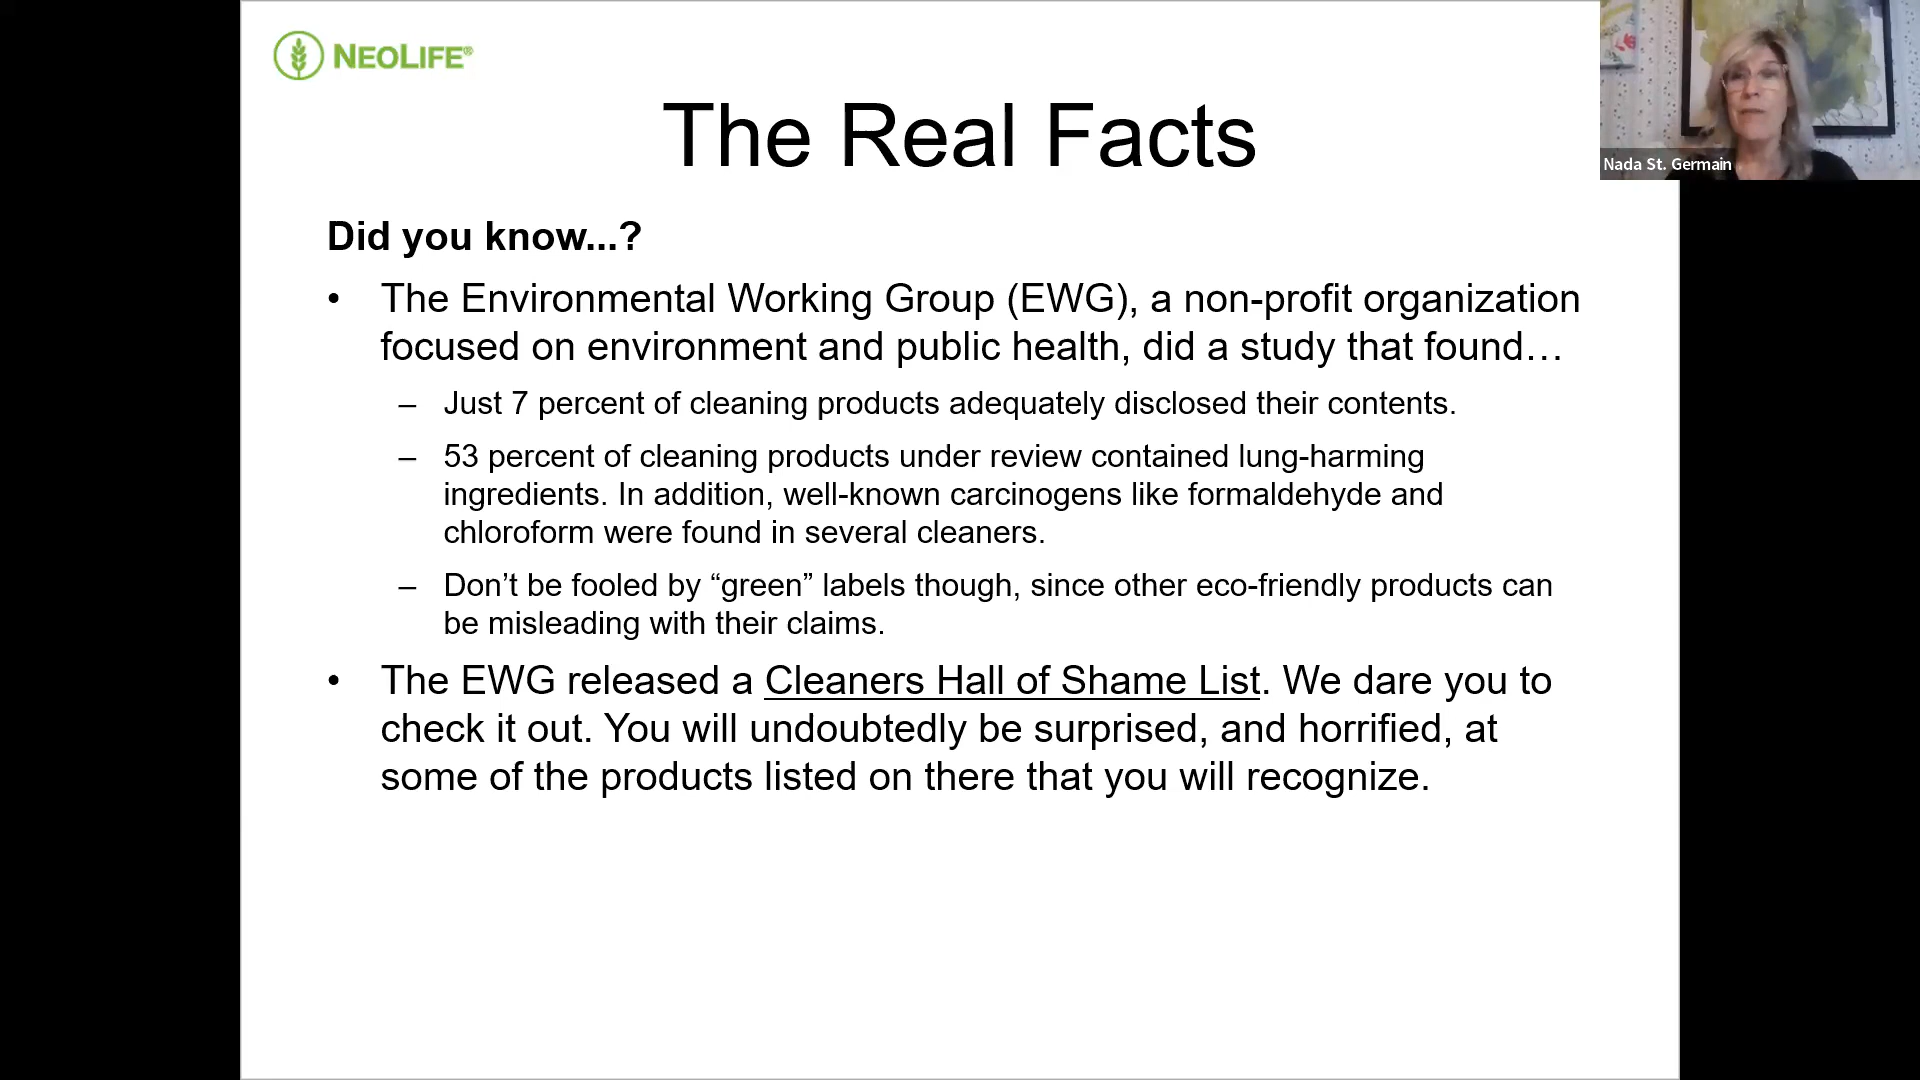 NEOLIFE®
The Real Facts
Nada St. Germain
Did you know...?
• The Environmental Working Group (EWG), a non-profit organization
focused on environment and public health, did a study that found…
– Just 7 percent of cleaning products adequately disclosed their contents.
– 53 percent of cleaning products under review contained lung-harming
ingredients. In addition, well-known carcinogens like formaldehyde and
chloroform were found in several cleaners.
– Don’t be fooled by “green” labels though, since other eco-friendly products can
be misleading with their claims.
• The EWG released a Cleaners Hall of Shame List. We dare you to
check it out. You will undoubtedly be surprised, and horrified, at
some of the products listed on there that you will recognize.